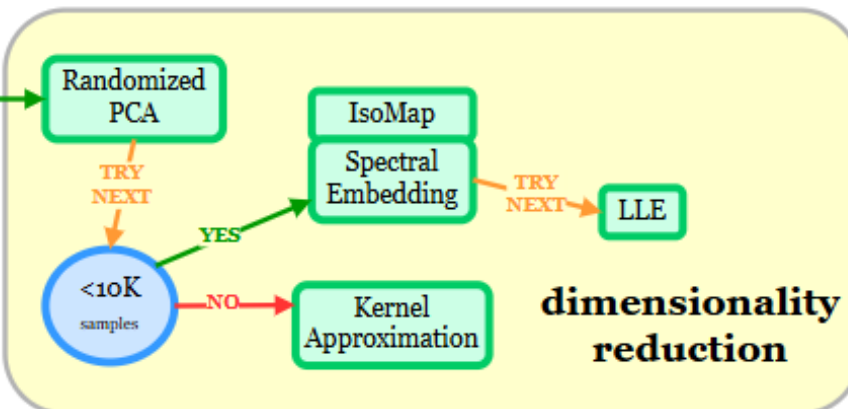 Randomized
PCA
TRY
NEXT
<10K
samples
YES
NO
IsoMap
Spectral
Embedding
TRY
NEXT
LLE
Kernel
Approximation
dimensionality
reduction